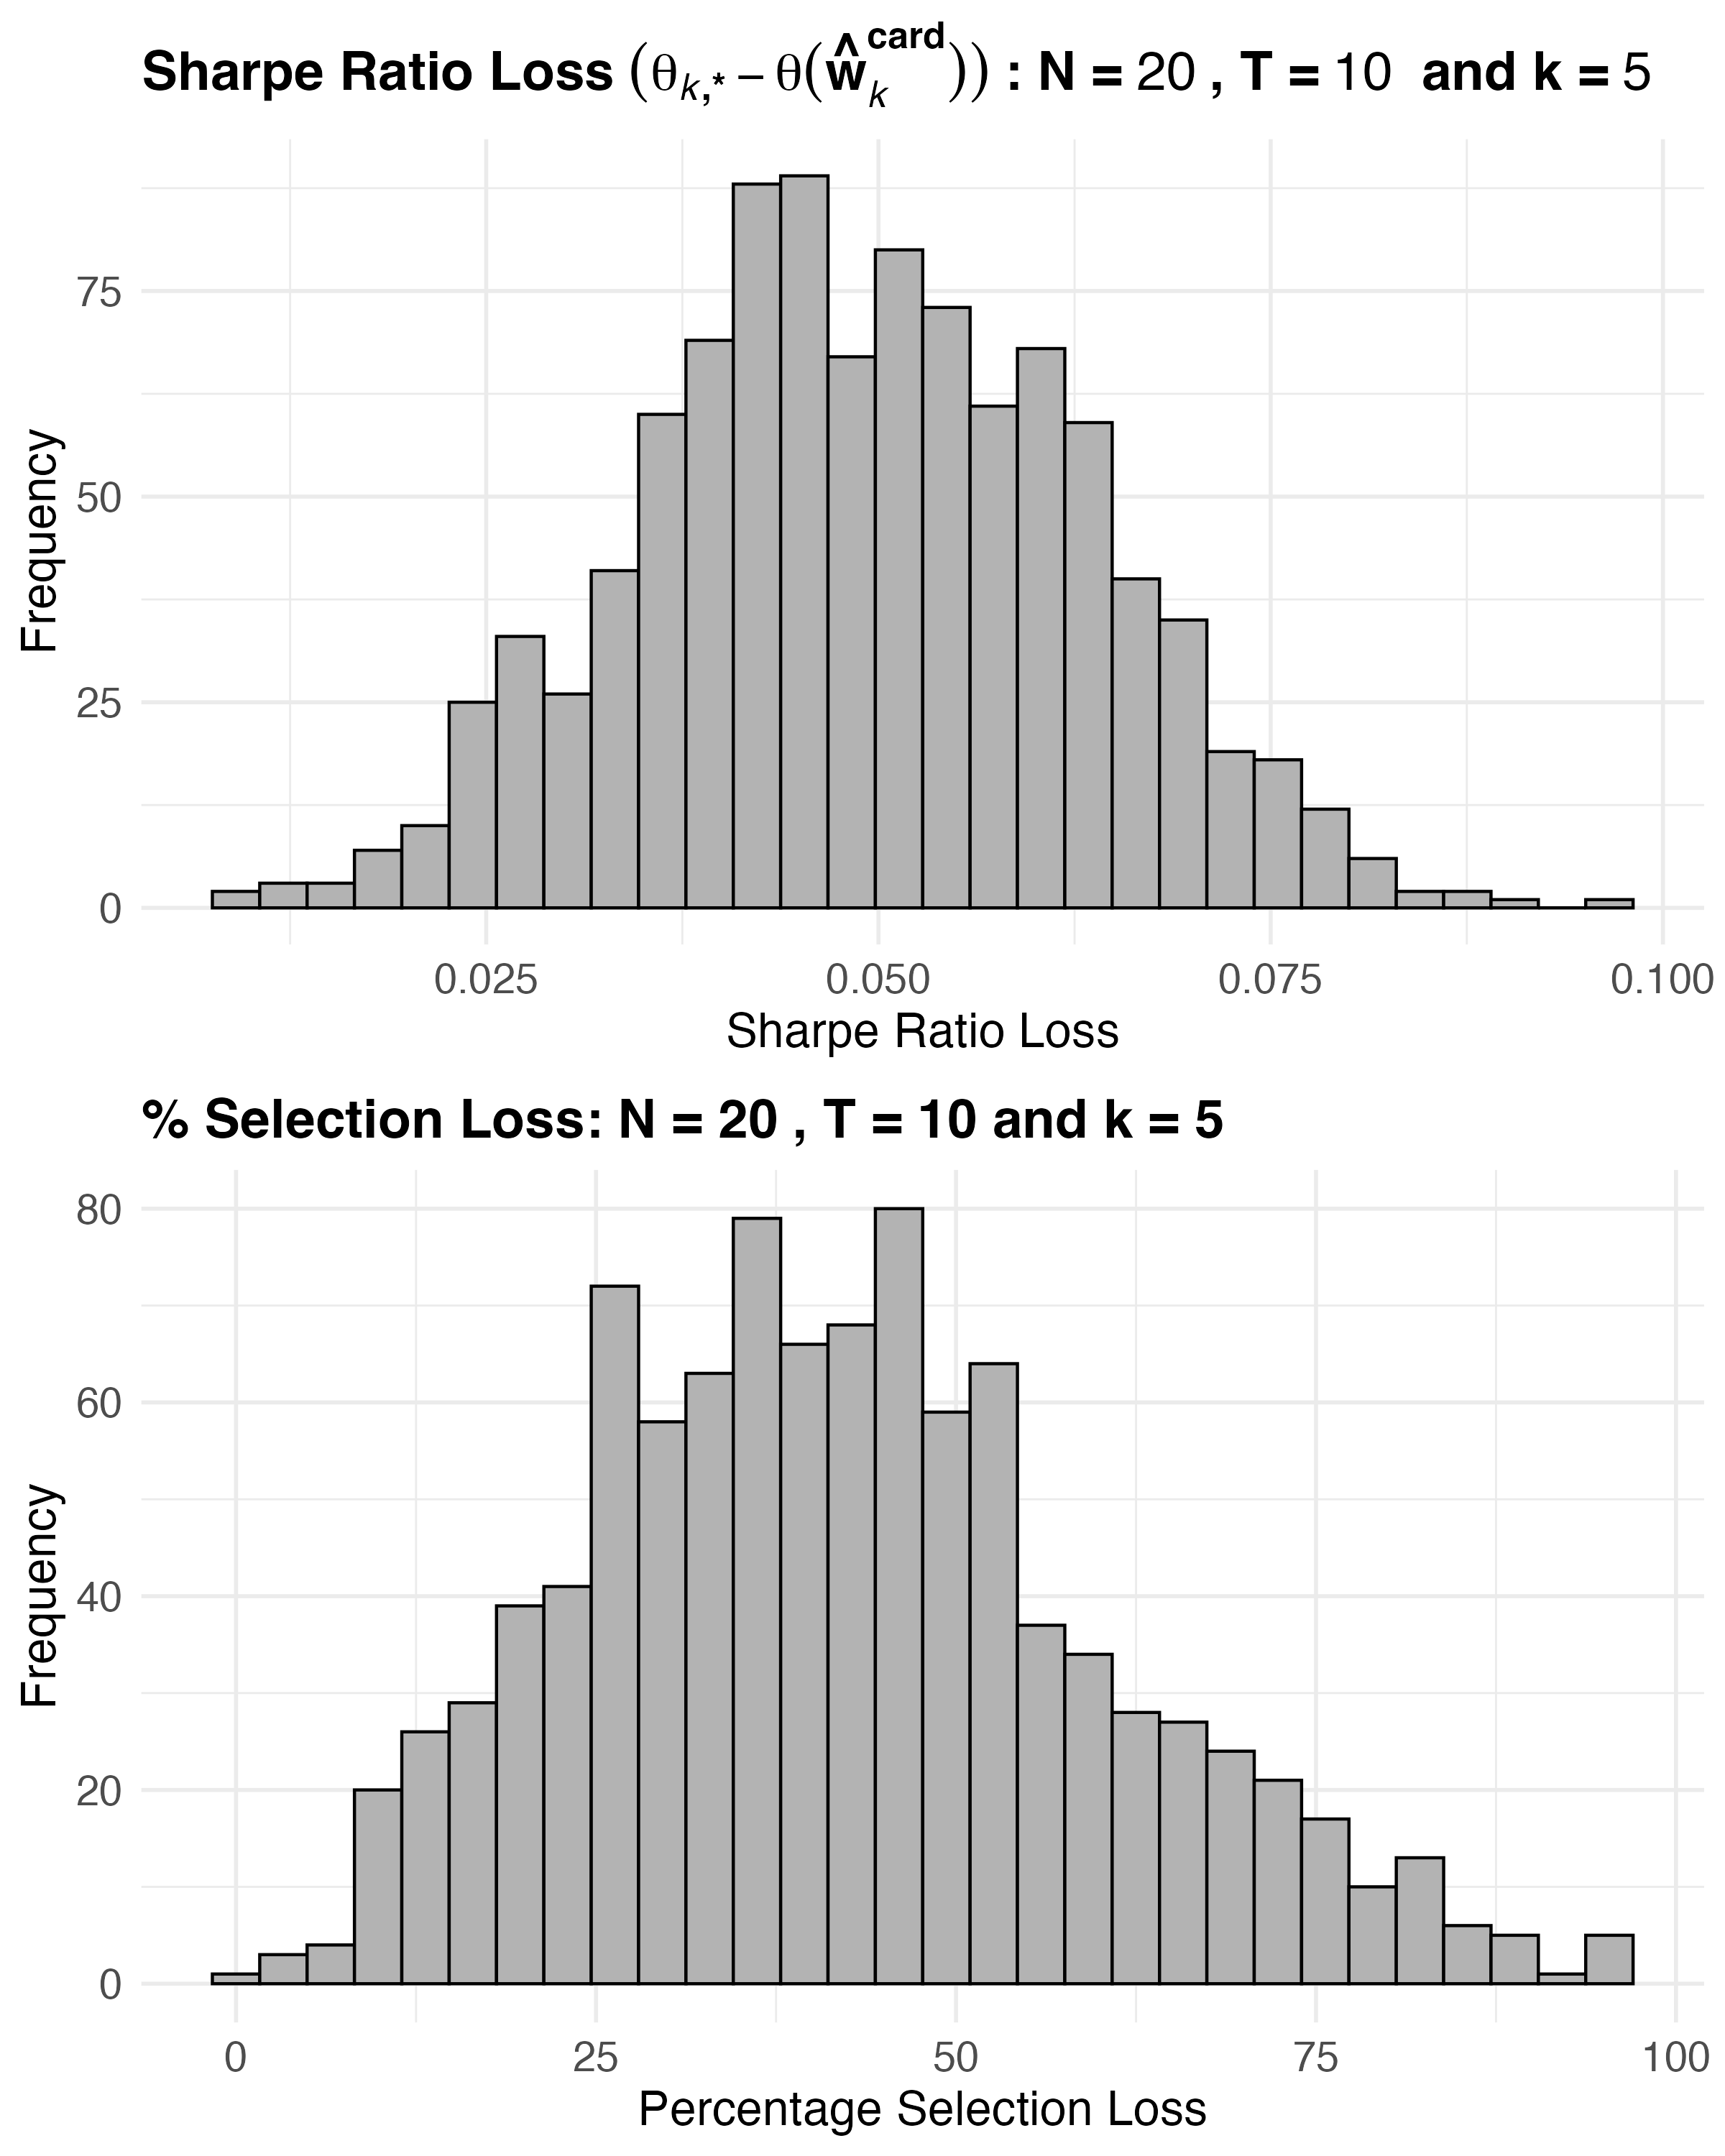 Sharpe Ratio Loss (θk,* − θ(ŵk^card)) : N = 20 , T = 10 and k = 5
Frequency
75
50
25
0
0.025 0.050 0.075 0.100
Sharpe Ratio Loss
% Selection Loss: N = 20 , T = 10 and k = 5
Frequency
80
60
40
20
0
0 25 50 75 100
Percentage Selection Loss